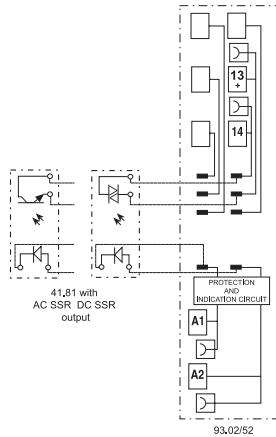 13
+
14
41.81 with
AC SSR DC SSR
output
PROTECTION
AND
INDICATION CIRCUIT
A1
A2
93.02/52